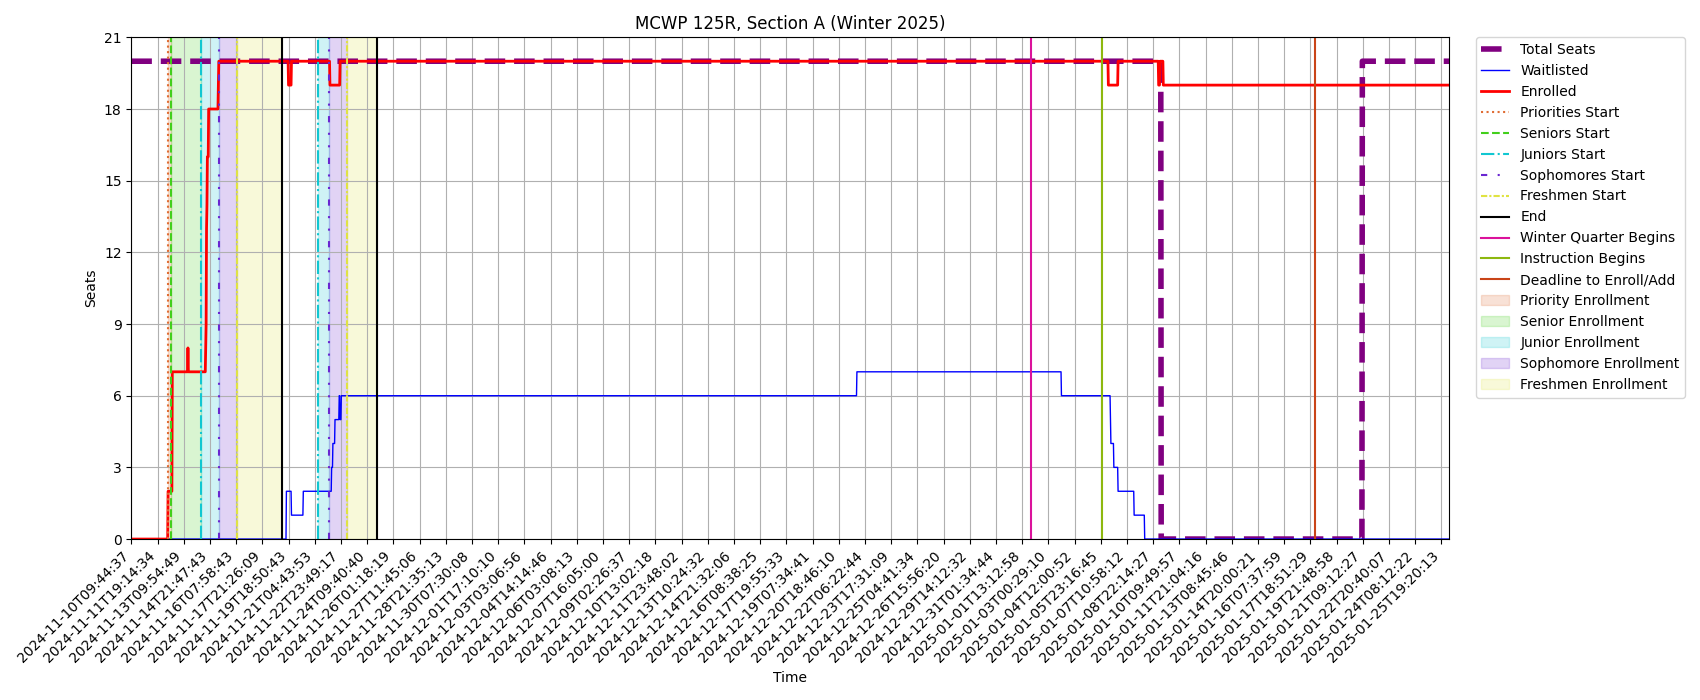 MCWP 125R, Section A (Winter 2025)
Seats
21
18
15
12
9
6
3
0
2024-11-10T09:44:37
2024-11-11T19:14:34
2024-11-13T09:54:49
2024-11-14T21:47:43
2024-11-16T07:58:43
2024-11-17T21:26:09
2024-11-19T18:50:43
2024-11-21T04:43:53
2024-11-22T23:49:17
2024-11-24T09:40:40
2024-11-26T01:18:19
2024-11-27T11:45:06
2024-11-28T21:35:13
2024-11-30T07:30:08
2024-12-01T17:10:10
2024-12-03T03:06:56
2024-12-04T14:14:46
2024-12-06T03:08:13
2024-12-07T16:05:00
2024-12-09T02:26:37
2024-12-10T13:02:18
2024-12-11T23:48:02
2024-12-13T10:24:32
2024-12-14T21:32:06
2024-12-16T08:38:25
2024-12-17T19:55:33
2024-12-19T07:34:41
2024-12-20T18:46:10
2024-12-22T06:22:44
2024-12-23T17:31:09
2024-12-25T04:41:34
2024-12-26T15:56:20
2024-12-29T14:12:32
2024-12-31T01:34:44
2025-01-01T13:12:58
2025-01-03T00:29:10
2025-01-04T12:00:52
2025-01-05T23:16:45
2025-01-07T10:58:12
2025-01-08T22:14:27
2025-01-10T09:49:57
2025-01-11T21:04:16
2025-01-13T08:45:46
2025-01-14T20:00:21
2025-01-16T07:37:59
2025-01-17T18:51:29
2025-01-19T21:48:58
2025-01-21T09:12:27
2025-01-22T20:40:07
2025-01-24T08:12:22
2025-01-25T19:20:13
Time
Total Seats
Waitlisted
Enrolled
Priorities Start
Seniors Start
Juniors Start
Sophomores Start
Freshmen Start
End
Winter Quarter Begins
Instruction Begins
Deadline to Enroll/Add
Priority Enrollment
Senior Enrollment
Junior Enrollment
Sophomore Enrollment
Freshmen Enrollment